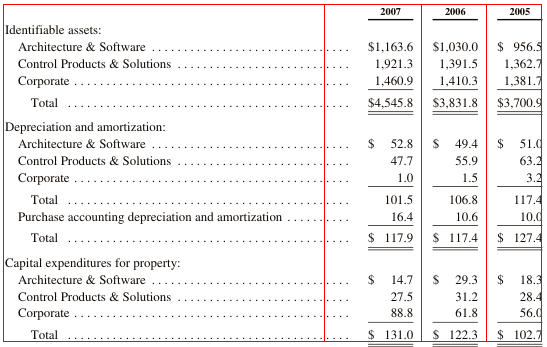 2007 2006 2005
Identifiable assets:
Architecture & Software . . . . . . . . . . . . . . . . . . . . . . . . . . . . . . . $1,163.6 $1,030.0 $ 956.5
Control Products & Solutions . . . . . . . . . . . . . . . . . . . . . . . . . . . 1,921.3 1,391.5 1,362.7
Corporate . . . . . . . . . . . . . . . . . . . . . . . . . . . . . . . . . . . . . . . . . . . 1,460.9 1,410.3 1,381.7
Total . . . . . . . . . . . . . . . . . . . . . . . . . . . . . . . . . . . . . . . . . . . . $4,545.8 $3,831.8 $3,700.9
Depreciation and amortization:
Architecture & Software . . . . . . . . . . . . . . . . . . . . . . . . . . . . . . . $ 52.8 $ 49.4 $ 51.0
Control Products & Solutions . . . . . . . . . . . . . . . . . . . . . . . . . . . 47.7 55.9 63.2
Corporate . . . . . . . . . . . . . . . . . . . . . . . . . . . . . . . . . . . . . . . . . . . 1.0 1.5 3.2
Total . . . . . . . . . . . . . . . . . . . . . . . . . . . . . . . . . . . . . . . . . . . . 101.5 106.8 117.4
Purchase accounting depreciation and amortization . . . . . . . . . . 16.4 10.6 10.0
Total . . . . . . . . . . . . . . . . . . . . . . . . . . . . . . . . . . . . . . . . . . . . $ 117.9 $ 117.4 $ 127.4
Capital expenditures for property:
Architecture & Software . . . . . . . . . . . . . . . . . . . . . . . . . . . . . . . $ 14.7 $ 29.3 $ 18.3
Control Products & Solutions . . . . . . . . . . . . . . . . . . . . . . . . . . . 27.5 31.2 28.4
Corporate . . . . . . . . . . . . . . . . . . . . . . . . . . . . . . . . . . . . . . . . . . . 88.8 61.8 56.0
Total . . . . . . . . . . . . . . . . . . . . . . . . . . . . . . . . . . . . . . . . . . . . $ 131.0 $ 122.3 $ 102.7